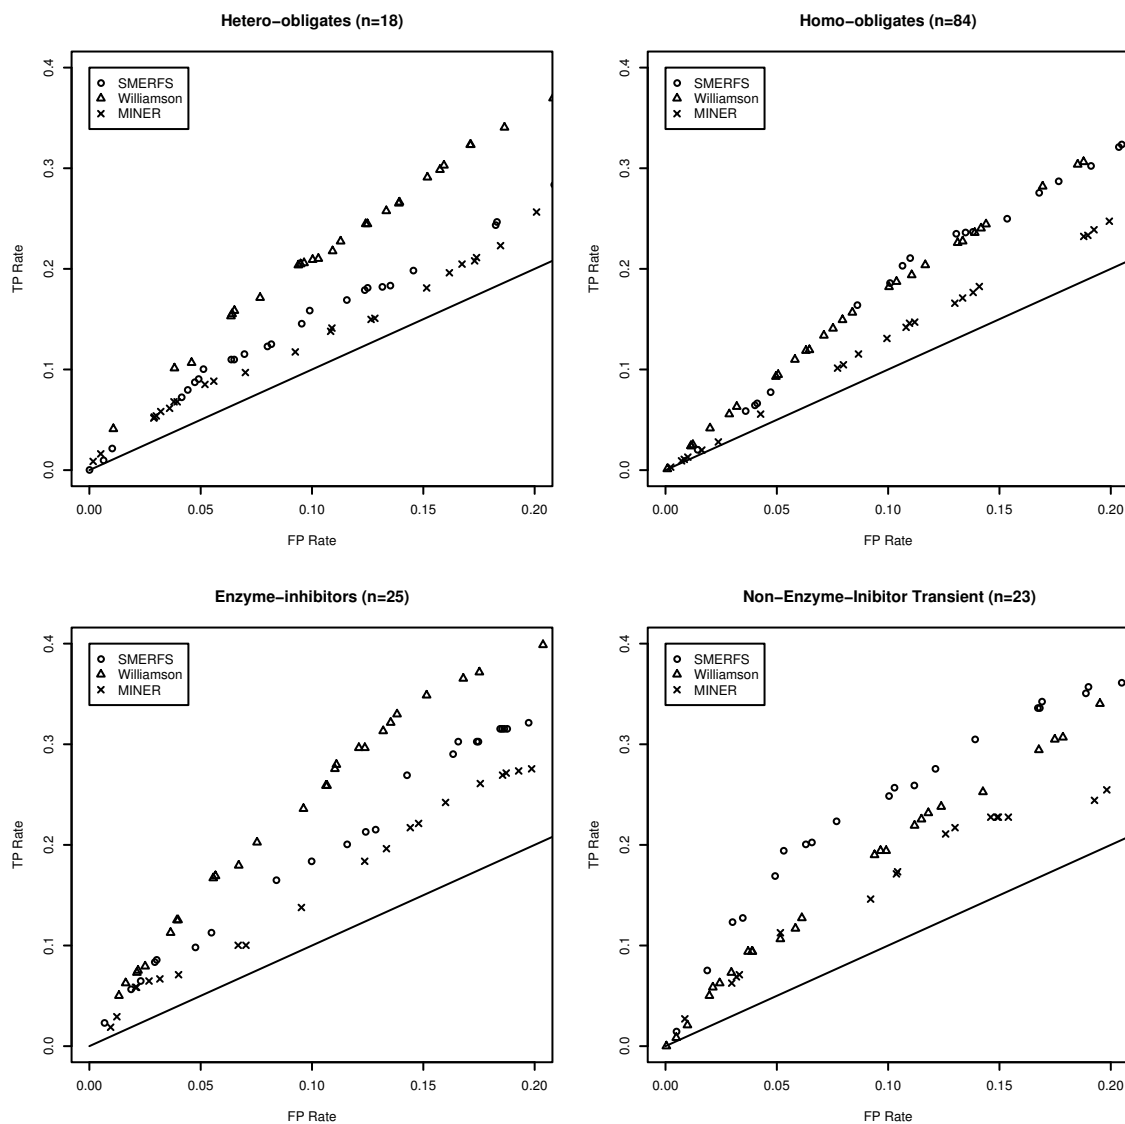 Hetero−obligates (n=18)
TP Rate
0.0 0.1 0.2 0.3 0.4
SMERFS
Williamson
MINER
0.00 0.05 0.10 0.15 0.20
FP Rate
Homo−obligates (n=84)
TP Rate
0.0 0.1 0.2 0.3 0.4
SMERFS
Williamson
MINER
0.00 0.05 0.10 0.15 0.20
FP Rate
Enzyme−inhibitors (n=25)
TP Rate
0.0 0.1 0.2 0.3 0.4
SMERFS
Williamson
MINER
0.00 0.05 0.10 0.15 0.20
FP Rate
Non−Enzyme−Inibitor Transient (n=23)
TP Rate
0.0 0.1 0.2 0.3 0.4
SMERFS
Williamson
MINER
0.00 0.05 0.10 0.15 0.20
FP Rate